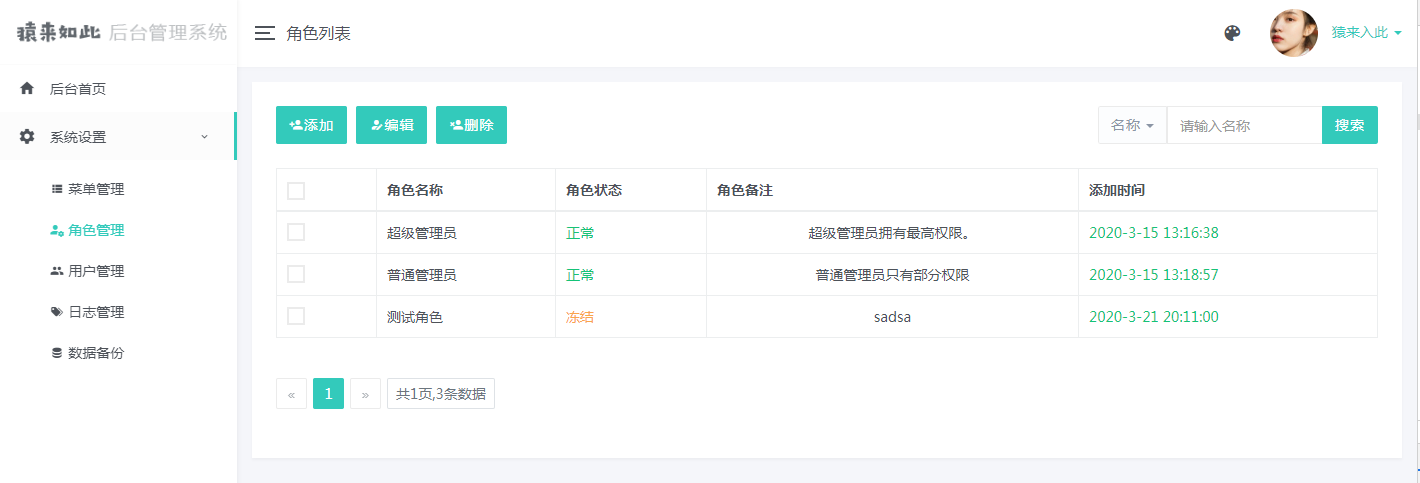 猿来如此 后台管理系统
角色列表
猿来入此
后台首页
系统设置
菜单管理
角色管理
用户管理
日志管理
数据备份
添加 编辑 删除
名称 请输入名称 搜索
角色名称 角色状态 角色备注 添加时间
超级管理员 正常 超级管理员拥有最高权限。 2020-3-15 13:16:38
普通管理员 正常 普通管理员只有部分权限 2020-3-15 13:18:57
测试角色 冻结 sadsa 2020-3-21 20:11:00
« 1 » 共1页,3条数据